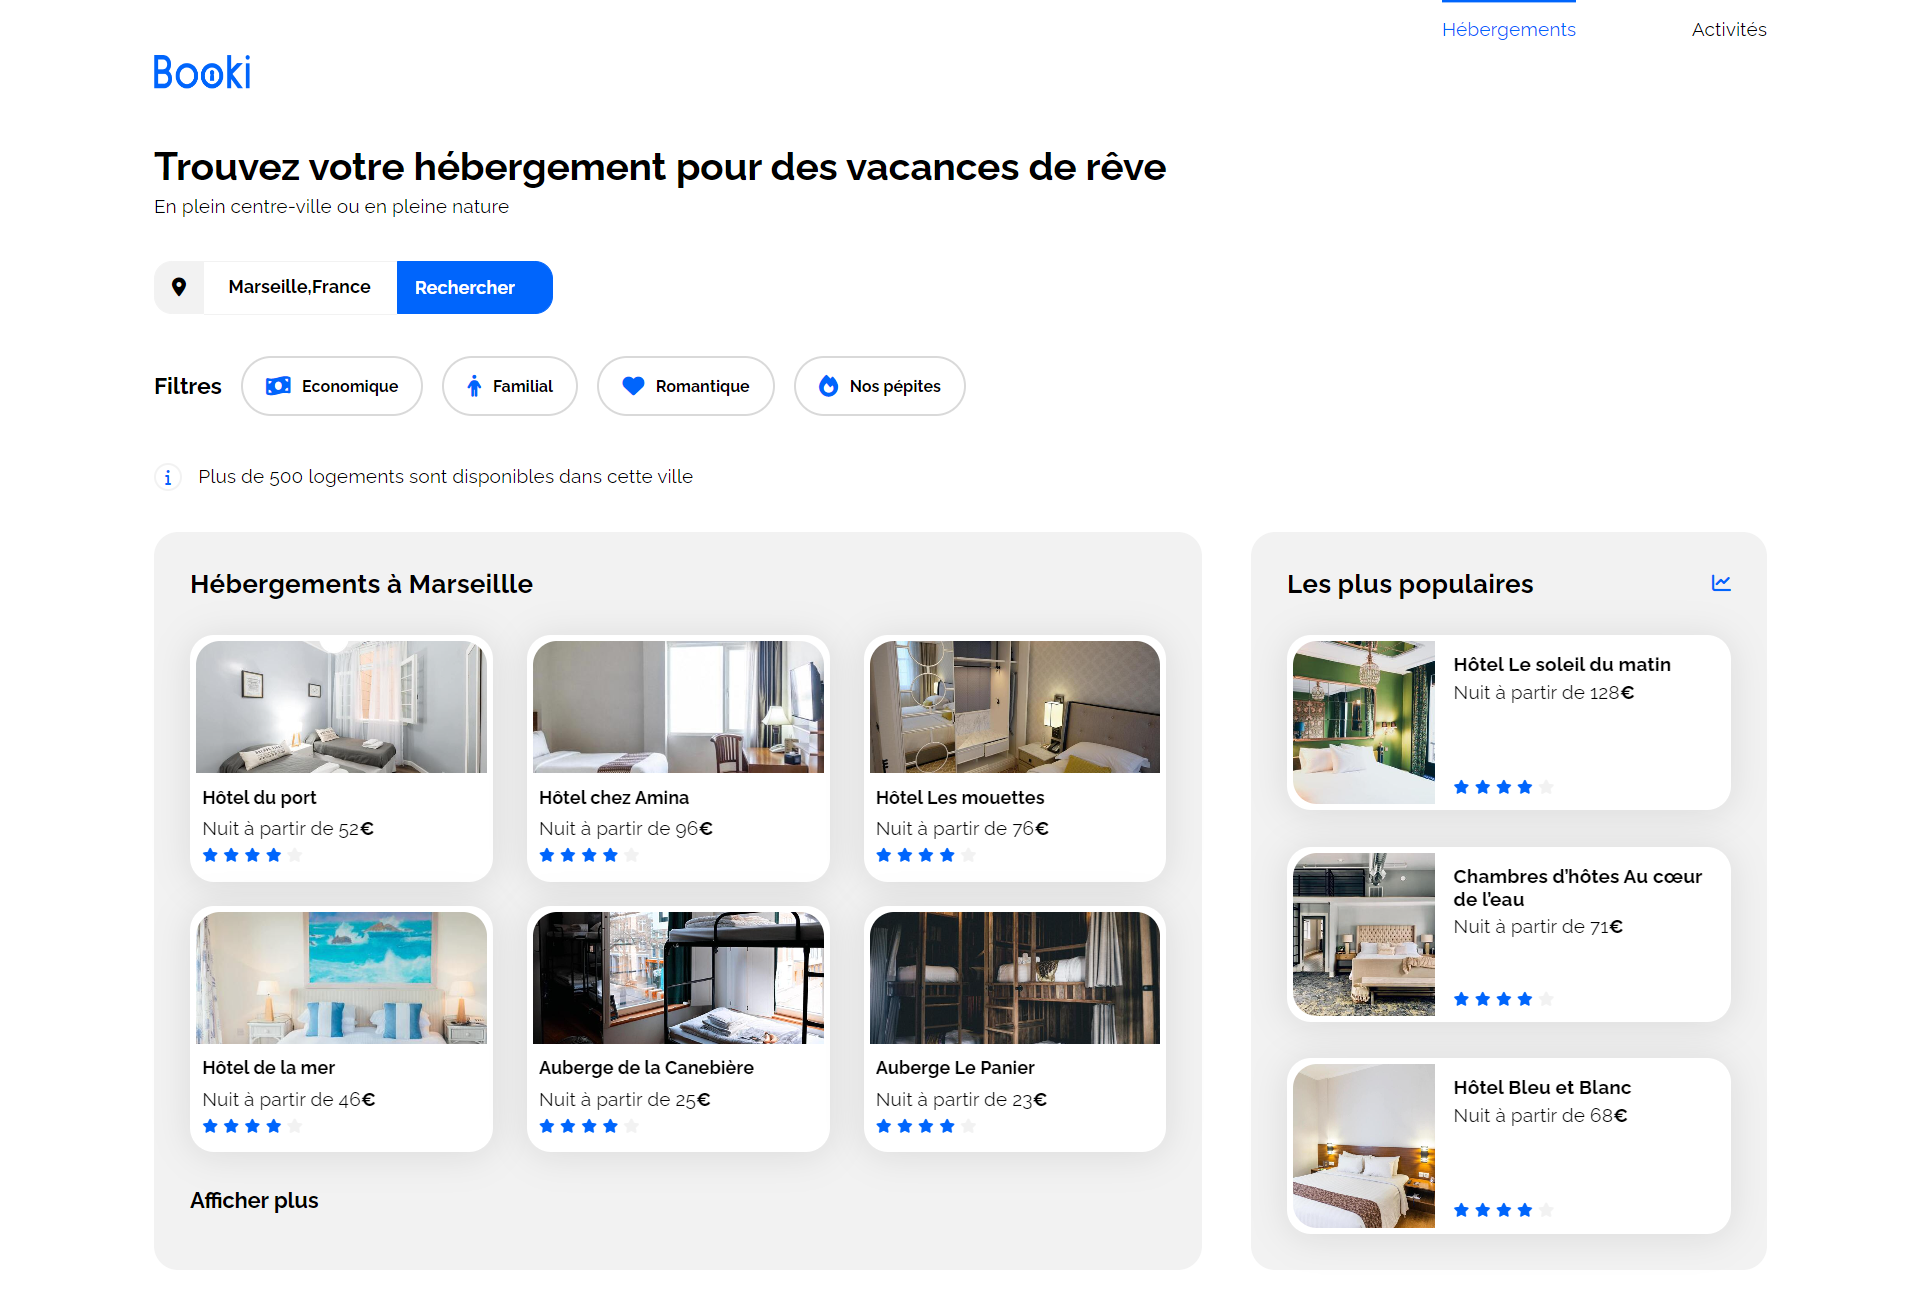 Hébergements
Activités
Booki
Trouvez votre hébergement pour des vacances de rêve
En plein centre-ville ou en pleine nature
Marseille,France
Rechercher
Filtres
Economique
Familial
Romantique
Nos pépites
Plus de 500 logements sont disponibles dans cette ville
Hébergements à Marseillle
Hôtel du port
Nuit à partir de 52€
Hôtel chez Amina
Nuit à partir de 96€
Hôtel Les mouettes
Nuit à partir de 76€
Hôtel de la mer
Nuit à partir de 46€
Auberge de la Canebière
Nuit à partir de 25€
Auberge Le Panier
Nuit à partir de 23€
Afficher plus
Les plus populaires
Hôtel Le soleil du matin
Nuit à partir de 128€
Chambres d’hôtes Au cœur
de l’eau
Nuit à partir de 71€
Hôtel Bleu et Blanc
Nuit à partir de 68€